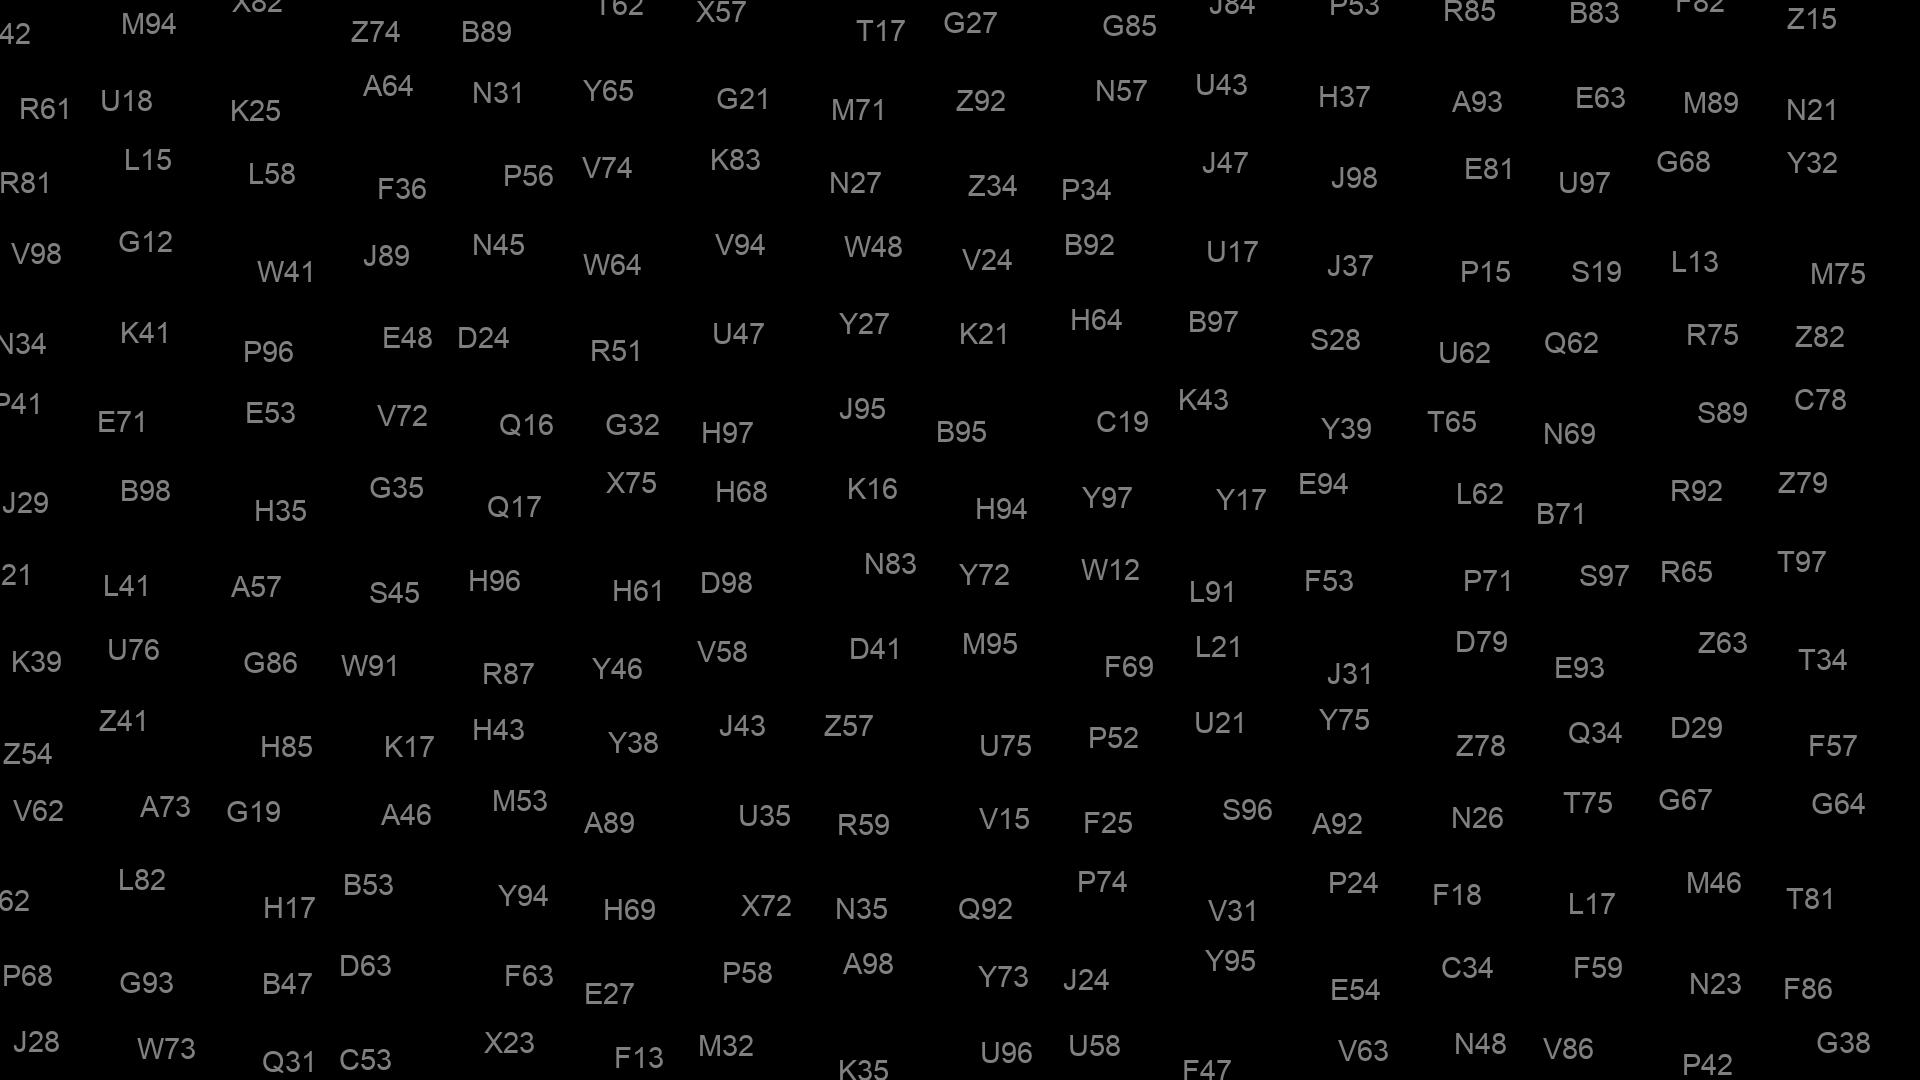 42 M94 X82 Z74 B89 T62 X57 T17 G27 G85 J84 P53 R85 B83 F82 Z15
R61 U18 K25 A64 N31 Y65 G21 M71 Z92 N57 U43 H37 A93 E63 M89 N21
R81 L15 L58 F36 P56 V74 K83 N27 Z34 P34 J47 J98 E81 U97 G68 Y32
V98 G12 W41 J89 N45 W64 V94 W48 V24 B92 U17 J37 P15 S19 L13 M75
N34 K41 P96 E48 D24 R51 U47 Y27 K21 H64 B97 S28 U62 Q62 R75 Z82
P41 E71 E53 V72 Q16 G32 H97 J95 B95 C19 K43 Y39 T65 N69 S89 C78
J29 B98 H35 G35 Q17 X75 H68 K16 H94 Y97 Y17 E94 L62 B71 R92 Z79
21 L41 A57 S45 H96 H61 D98 N83 Y72 W12 L91 F53 P71 S97 R65 T97
K39 U76 G86 W91 R87 Y46 V58 D41 M95 F69 L21 J31 D79 E93 Z63 T34
Z54 Z41 H85 K17 H43 Y38 J43 Z57 U75 P52 U21 Y75 Z78 Q34 D29 F57
V62 A73 G19 A46 M53 A89 U35 R59 V15 F25 S96 A92 N26 T75 G67 G64
62 L82 H17 B53 Y94 H69 X72 N35 Q92 P74 V31 P24 F18 L17 M46 T81
P68 G93 B47 D63 F63 E27 P58 A98 Y73 J24 Y95 E54 C34 F59 N23 F86
J28 W73 Q31 C53 X23 F13 M32 K35 U96 U58 F47 V63 N48 V86 P42 G38